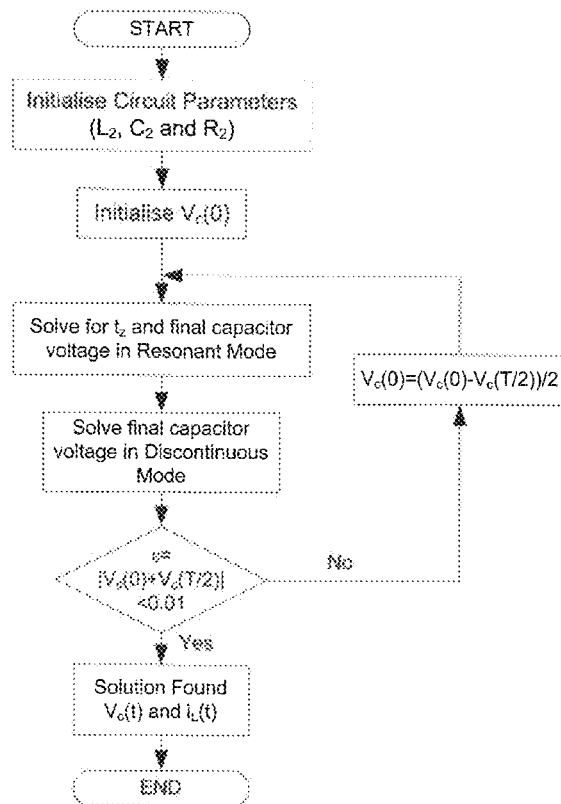 START
Initialise Circuit Parameters
(L₂, C₂ and R₂)
Initialise Vc(0)
Solve for tz and final capacitor
voltage in Resonant Mode
Vc(0)=(Vc(0)-Vc(T/2))/2
Solve final capacitor
voltage in Discontinuous
Mode
|Vc(0)+Vc(T/2)|
<0.01
No
Yes
Solution Found
Vc(t) and iL(t)
END